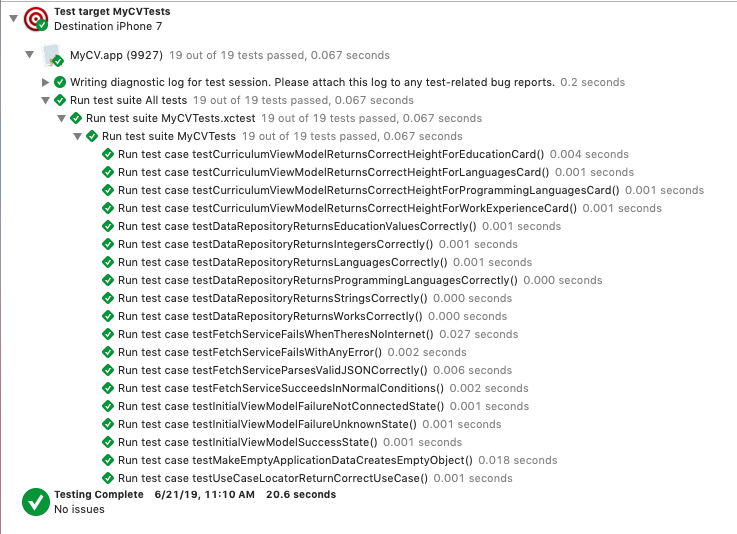 Test target MyCVTests
Destination iPhone 7
MyCV.app (9927) 19 out of 19 tests passed, 0.067 seconds
Writing diagnostic log for test session. Please attach this log to any test-related bug reports. 0.2 seconds
Run test suite All tests 19 out of 19 tests passed, 0.067 seconds
Run test suite MyCVTests.xctest 19 out of 19 tests passed, 0.067 seconds
Run test suite MyCVTests 19 out of 19 tests passed, 0.067 seconds
Run test case testCurriculumViewModelReturnsCorrectHeightForEducationCard() 0.004 seconds
Run test case testCurriculumViewModelReturnsCorrectHeightForLanguagesCard() 0.001 seconds
Run test case testCurriculumViewModelReturnsCorrectHeightForProgrammingLanguagesCard() 0.001 seconds
Run test case testCurriculumViewModelReturnsCorrectHeightForWorkExperienceCard() 0.001 seconds
Run test case testDataRepositoryReturnsEducationValuesCorrectly() 0.001 seconds
Run test case testDataRepositoryReturnsIntegersCorrectly() 0.001 seconds
Run test case testDataRepositoryReturnsLanguagesCorrectly() 0.001 seconds
Run test case testDataRepositoryReturnsProgrammingLanguagesCorrectly() 0.000 seconds
Run test case testDataRepositoryReturnsStringsCorrectly() 0.000 seconds
Run test case testDataRepositoryReturnsWorksCorrectly() 0.000 seconds
Run test case testFetchServiceFailsWhenTheresNoInternet() 0.027 seconds
Run test case testFetchServiceFailsWithAnyError() 0.002 seconds
Run test case testFetchServiceParsesValidJSONCorrectly() 0.006 seconds
Run test case testFetchServiceSucceedsInNormalConditions() 0.002 seconds
Run test case testInitialViewModelFailureNotConnectedState() 0.001 seconds
Run test case testInitialViewModelFailureUnknownState() 0.001 seconds
Run test case testInitialViewModelSuccessState() 0.001 seconds
Run test case testMakeEmptyApplicationDataCreatesEmptyObject() 0.018 seconds
Run test case testUseCaseLocatorReturnCorrectUseCase() 0.001 seconds
Testing Complete 6/21/19, 11:10 AM 20.6 seconds
No issues